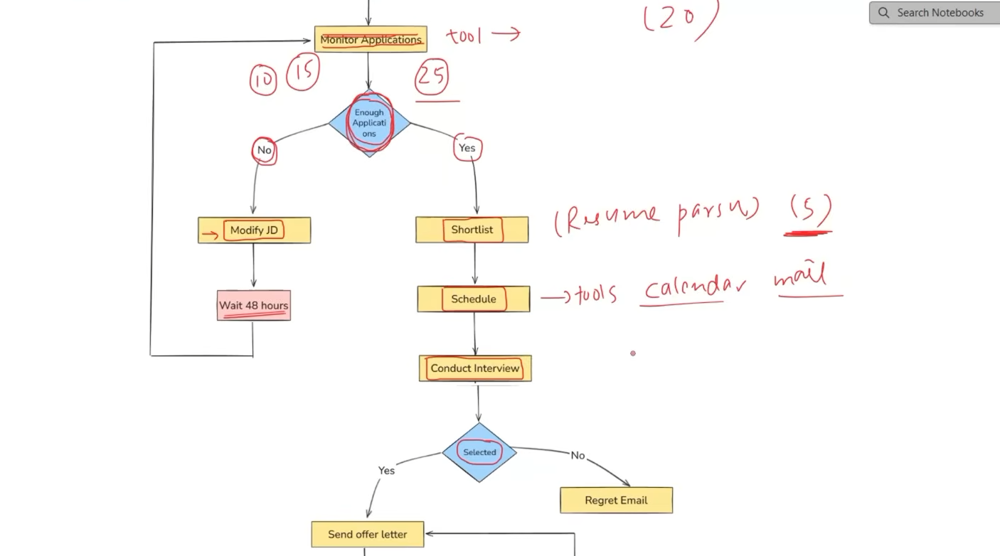 (20)
Search Notebooks
Monitor Applications
tool →
10
15
25
Enough
Applicati
ons
No
Yes
Modify JD
Shortlist
(Resume parser) (5)
Wait 48 hours
Schedule
→ tools calendar mail
Conduct Interview
Selected
No
Yes
Regret Email
Send offer letter